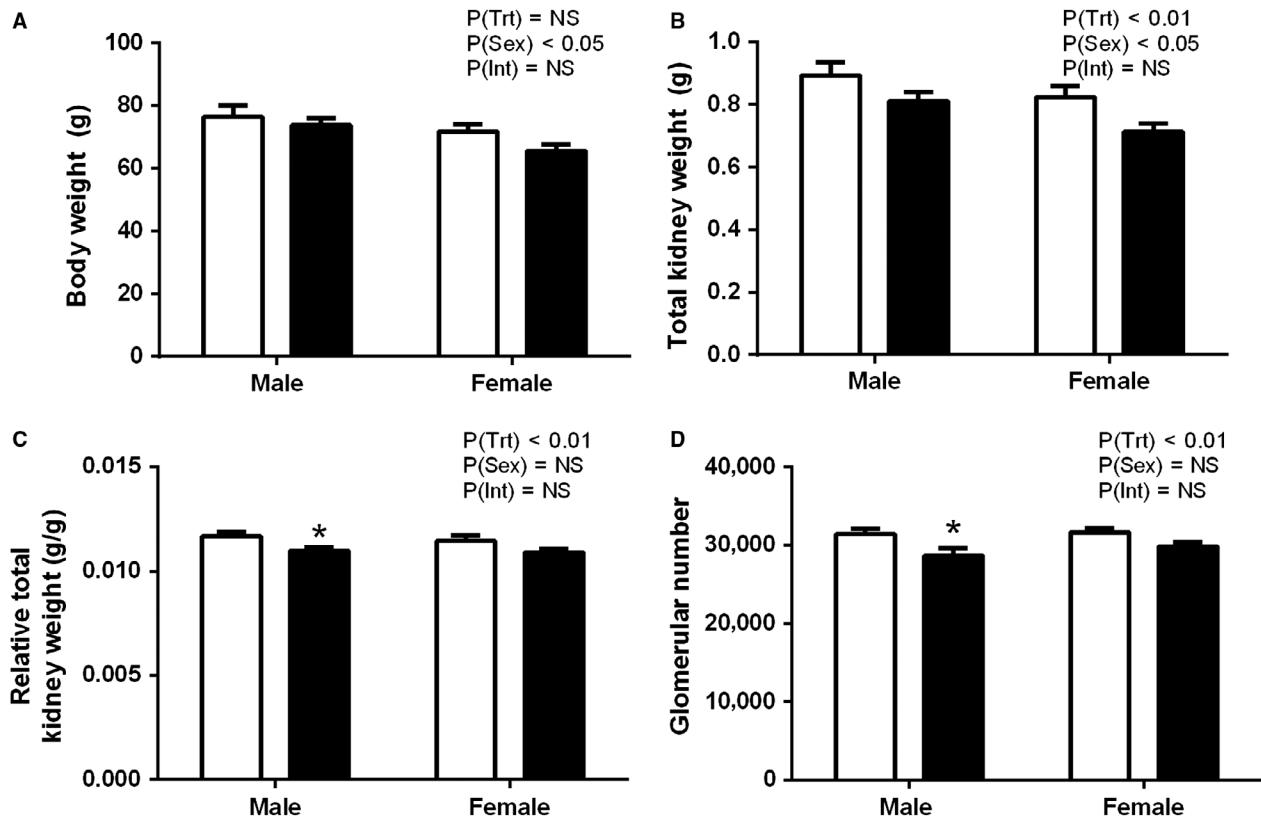 A
P(Trt) = NS
P(Sex) < 0.05
P(Int) = NS
Body weight (g)
100
80
60
40
20
0
Male
Female
B
P(Trt) < 0.01
P(Sex) < 0.05
P(Int) = NS
Total kidney weight (g)
1.0
0.8
0.6
0.4
0.2
0.0
Male
Female
C
P(Trt) < 0.01
P(Sex) = NS
P(Int) = NS
Relative total
kidney weight (g/g)
0.015
0.010
0.005
0.000
*
Male
Female
D
P(Trt) < 0.01
P(Sex) = NS
P(Int) = NS
Glomerular number
40,000
30,000
20,000
10,000
0
*
Male
Female